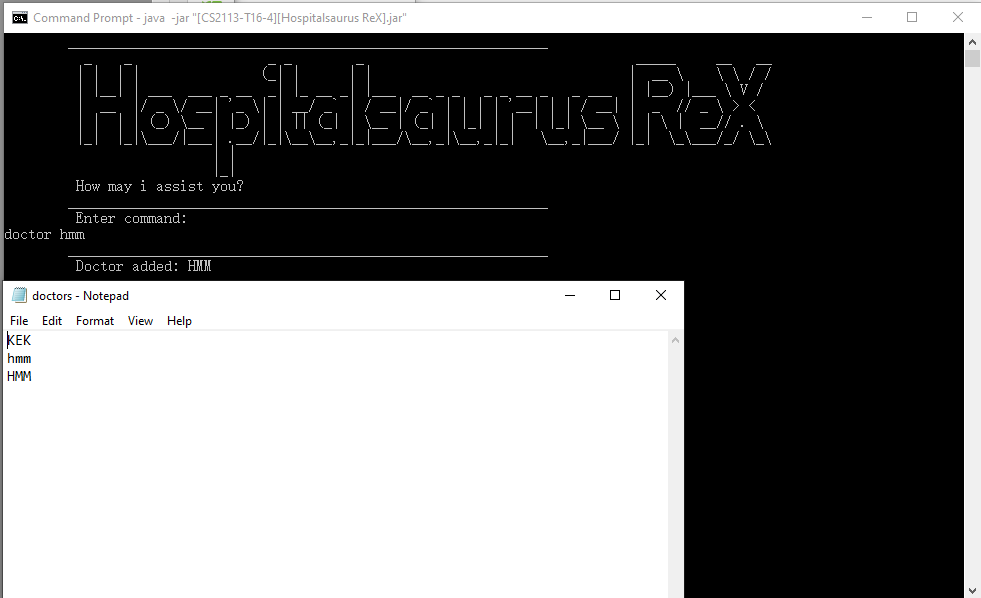 Command Prompt - java -jar "[CS2113-T16-4][Hospitalsaurus ReX].jar"
Hospitalsaurus ReX
How may i assist you?
Enter command:
doctor hmm
Doctor added: HMM
doctors - Notepad
File Edit Format View Help
KEK
hmm
HMM